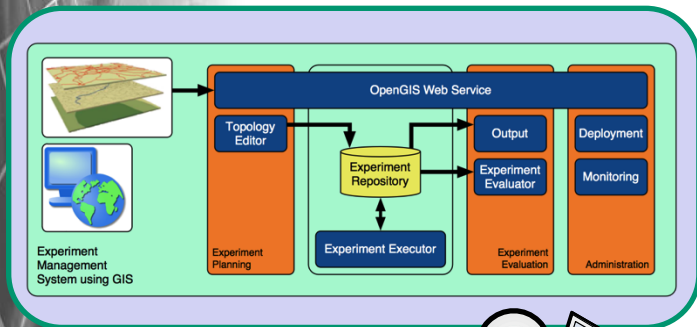 OpenGIS Web Service
Topology
Editor
Output
Deployment
Experiment
Repository
Experiment
Evaluator
Monitoring
Experiment Executor
Experiment
Management
System using GIS
Experiment
Planning
Experiment
Evaluation
Administration